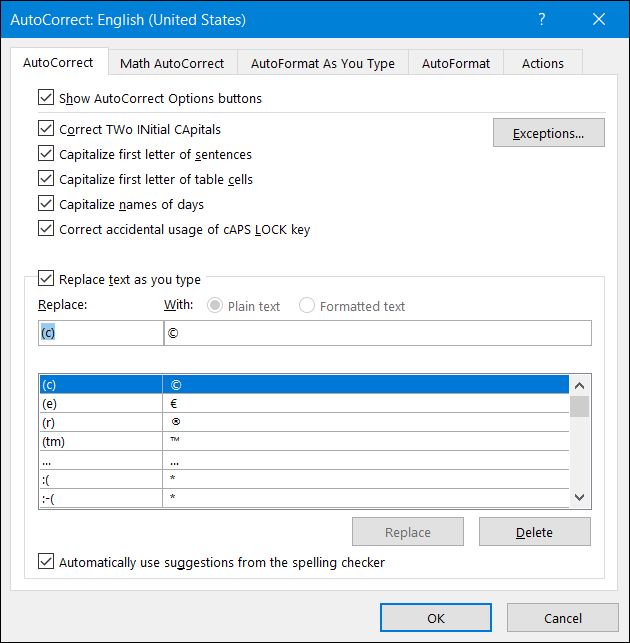 AutoCorrect: English (United States) ?
AutoCorrect Math AutoCorrect AutoFormat As You Type AutoFormat Actions
Show AutoCorrect Options buttons
Correct TWo INitial CApitals Exceptions...
Capitalize first letter of sentences
Capitalize first letter of table cells
Capitalize names of days
Correct accidental usage of cAPS LOCK key
Replace text as you type
Replace: With: Plain text Formatted text
(c) ©
(c) ©
(e) €
(r) ®
(tm) ™
... ...
:( *
:-( *
Replace Delete
Automatically use suggestions from the spelling checker
OK Cancel